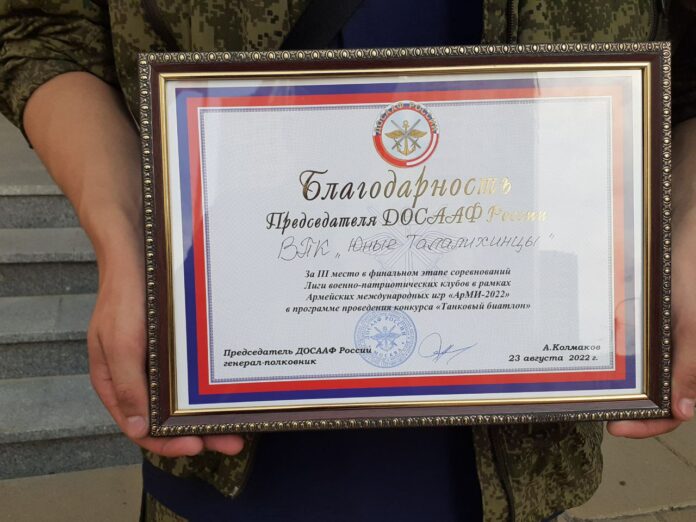 ДОСААФ РОССИИ
Благодарность
Председателя ДОСААФ России
ВПК „Юные Талалихинцы"
За III место в финальном этапе соревнований
Лиги военно-патриотических клубов в рамках
Армейских международных игр «АрМИ-2022»
в программе проведения конкурса «Танковый биатлон»
Председатель ДОСААФ России
генерал-полковник
А.Колмаков
23 августа 2022 г.